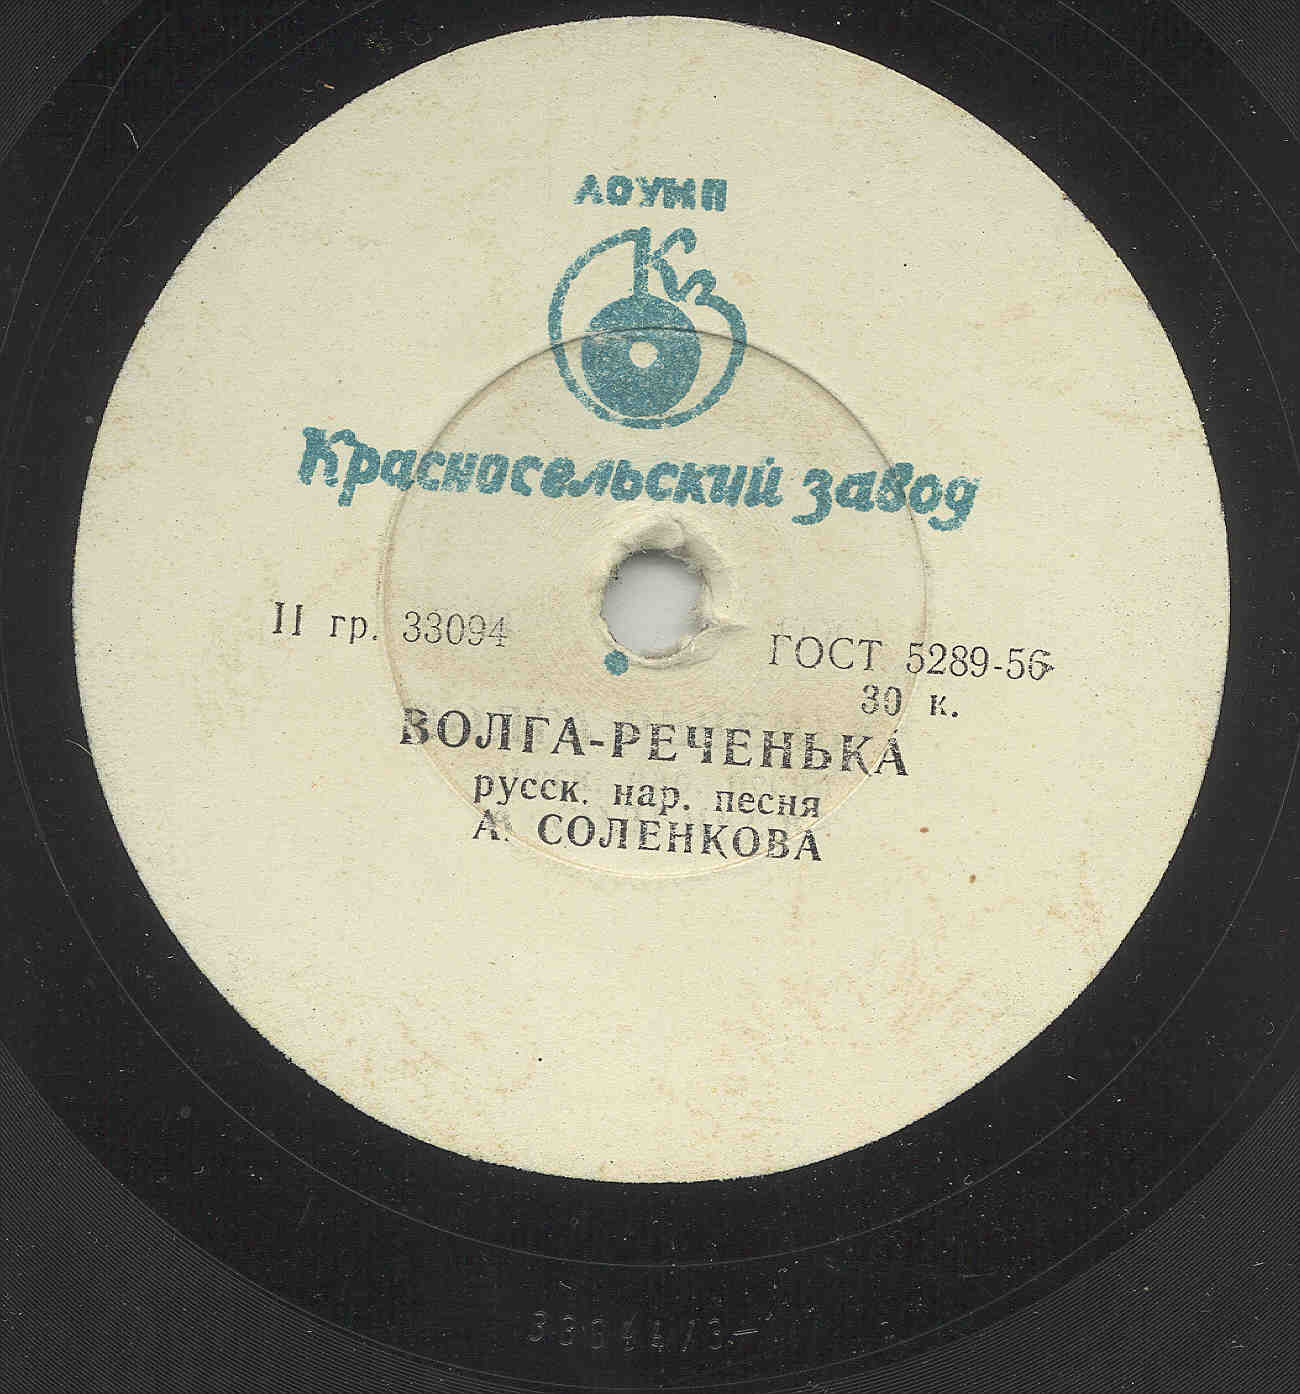 ЛОУМП
Кз
Красносельский завод
II гр. 33094
ГОСТ 5289-56
30 к.
ВОЛГА-РЕЧЕНЬКА
русск. нар. песня
А. СОЛЕНКОВА